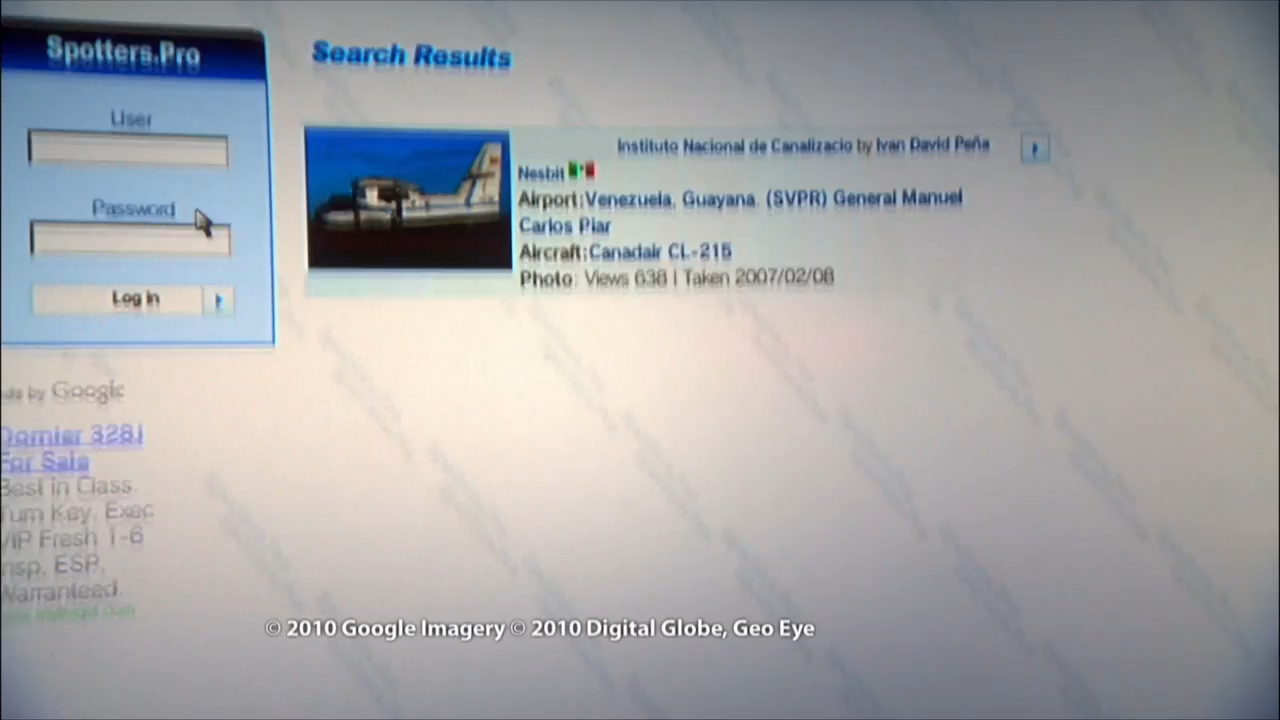 Spotters.Pro
User
Password
Log in
Search Results
Instituto Nacional de Canalizacio by Ivan David Peña
Nesbit
Airport:Venezuela, Guayana. (SVPR) General Manuel
Carlos Piar
Aircraft:Canadair CL-215
Photo: Views 638 | Taken 2007/02/08
by Google
Dornier 328J
For Sale
Best in Class.
Turn Key, Exec
VIP Fresh 1-6
Insp, ESP,
Warranteed.
© 2010 Google Imagery © 2010 Digital Globe, Geo Eye